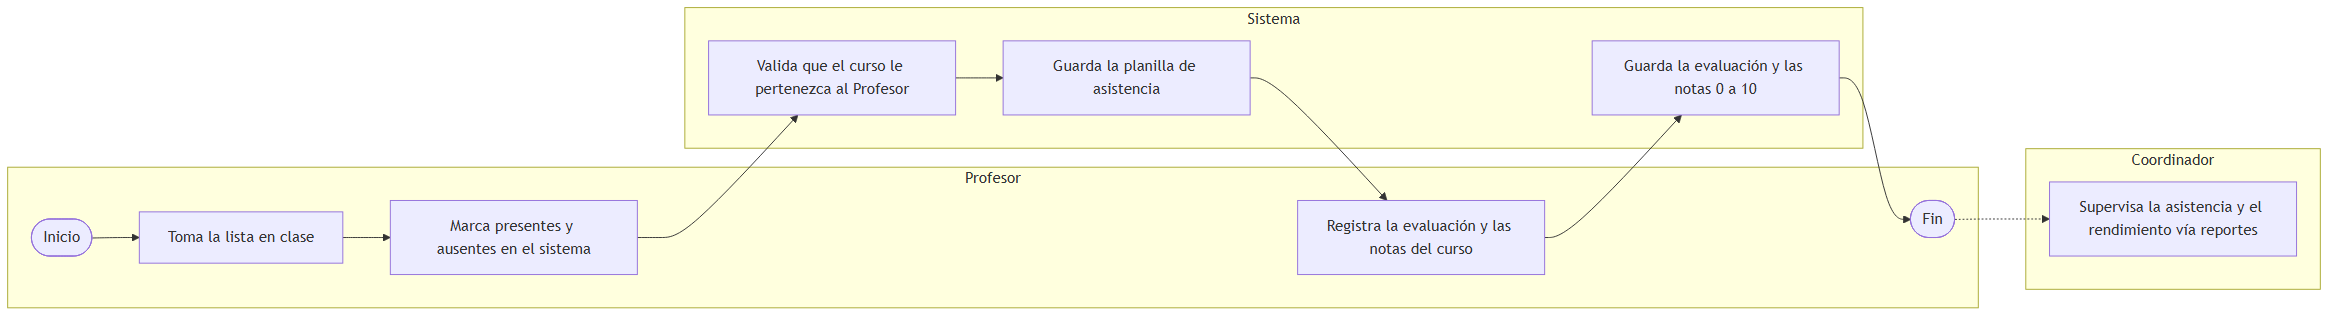 Sistema
Valida que el curso le
pertenezca al Profesor
Guarda la planilla de
asistencia
Guarda la evaluación y las
notas 0 a 10
Profesor
Inicio
Toma la lista en clase
Marca presentes y
ausentes en el sistema
Registra la evaluación y las
notas del curso
Fin
Coordinador
Supervisa la asistencia y el
rendimiento vía reportes